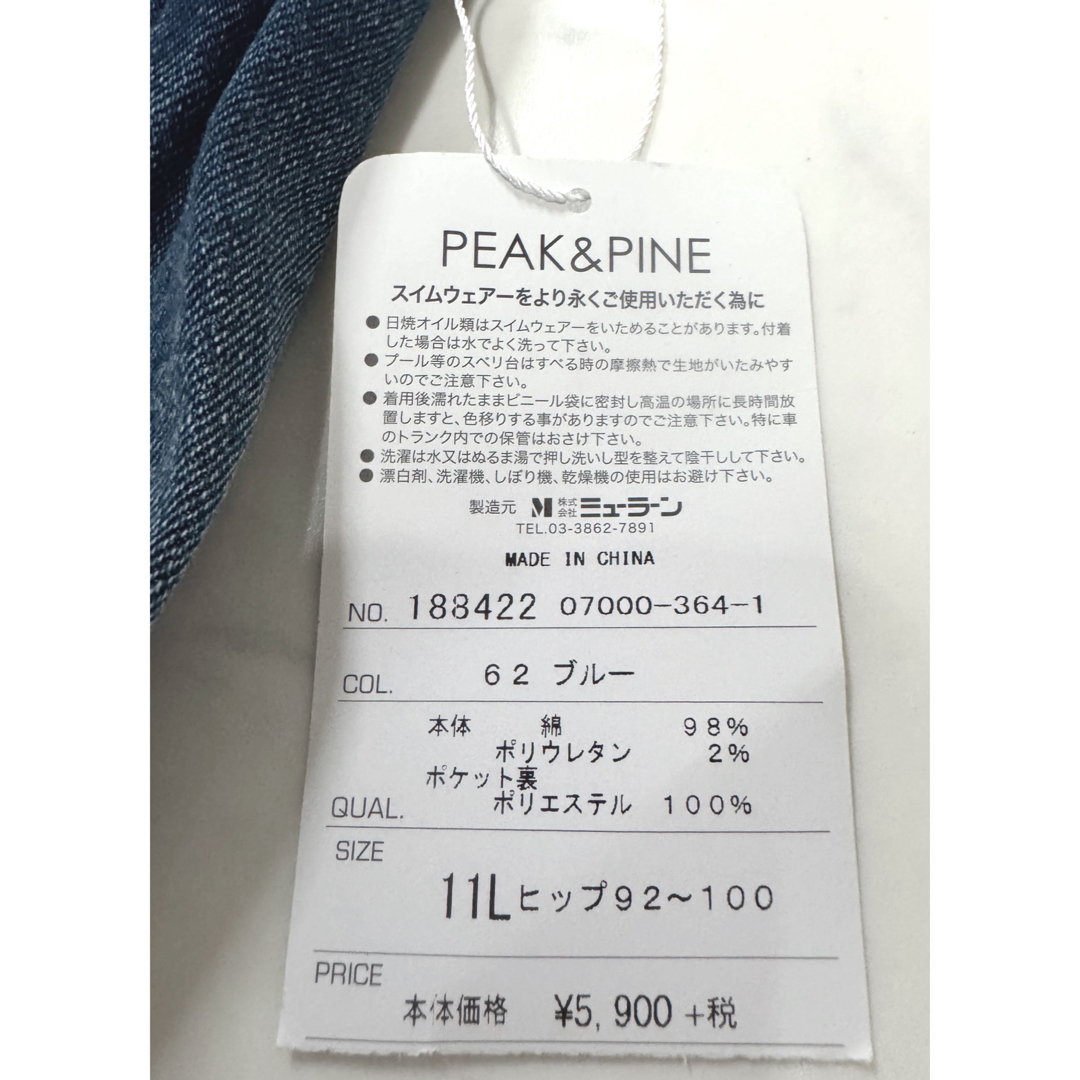 PEAK&PINE
スイムウェアーをより永くご使用いただく為に
●日焼オイル類はスイムウェアーをいためることがあります。付着
した場合は水でよく洗って下さい。
●プール等のスベリ台はすべる時の摩擦熱で生地がいたみやす
いのでご注意下さい。
●着用後濡れたままビニール袋に密封し高温の場所に長時間放
置しますと、色移りする事がありますのでご注意下さい。特に車
のトランク内での保管はおさけ下さい。
●洗濯は水又はぬるま湯で押し洗いし型を整えて陰干しして下さい。
●漂白剤、洗濯機、しぼり機、乾燥機の使用はお避け下さい。
製造元 M 株式会社 ミューラーン
TEL.03-3862-7891
MADE IN CHINA
NO. 188422 07000-364-1
COL. 62 ブルー
本体 綿 98%
ポリウレタン 2%
ポケット裏
QUAL. ポリエステル 100%
SIZE
11L ヒップ92~100
PRICE
本体価格 ¥5,900 +税